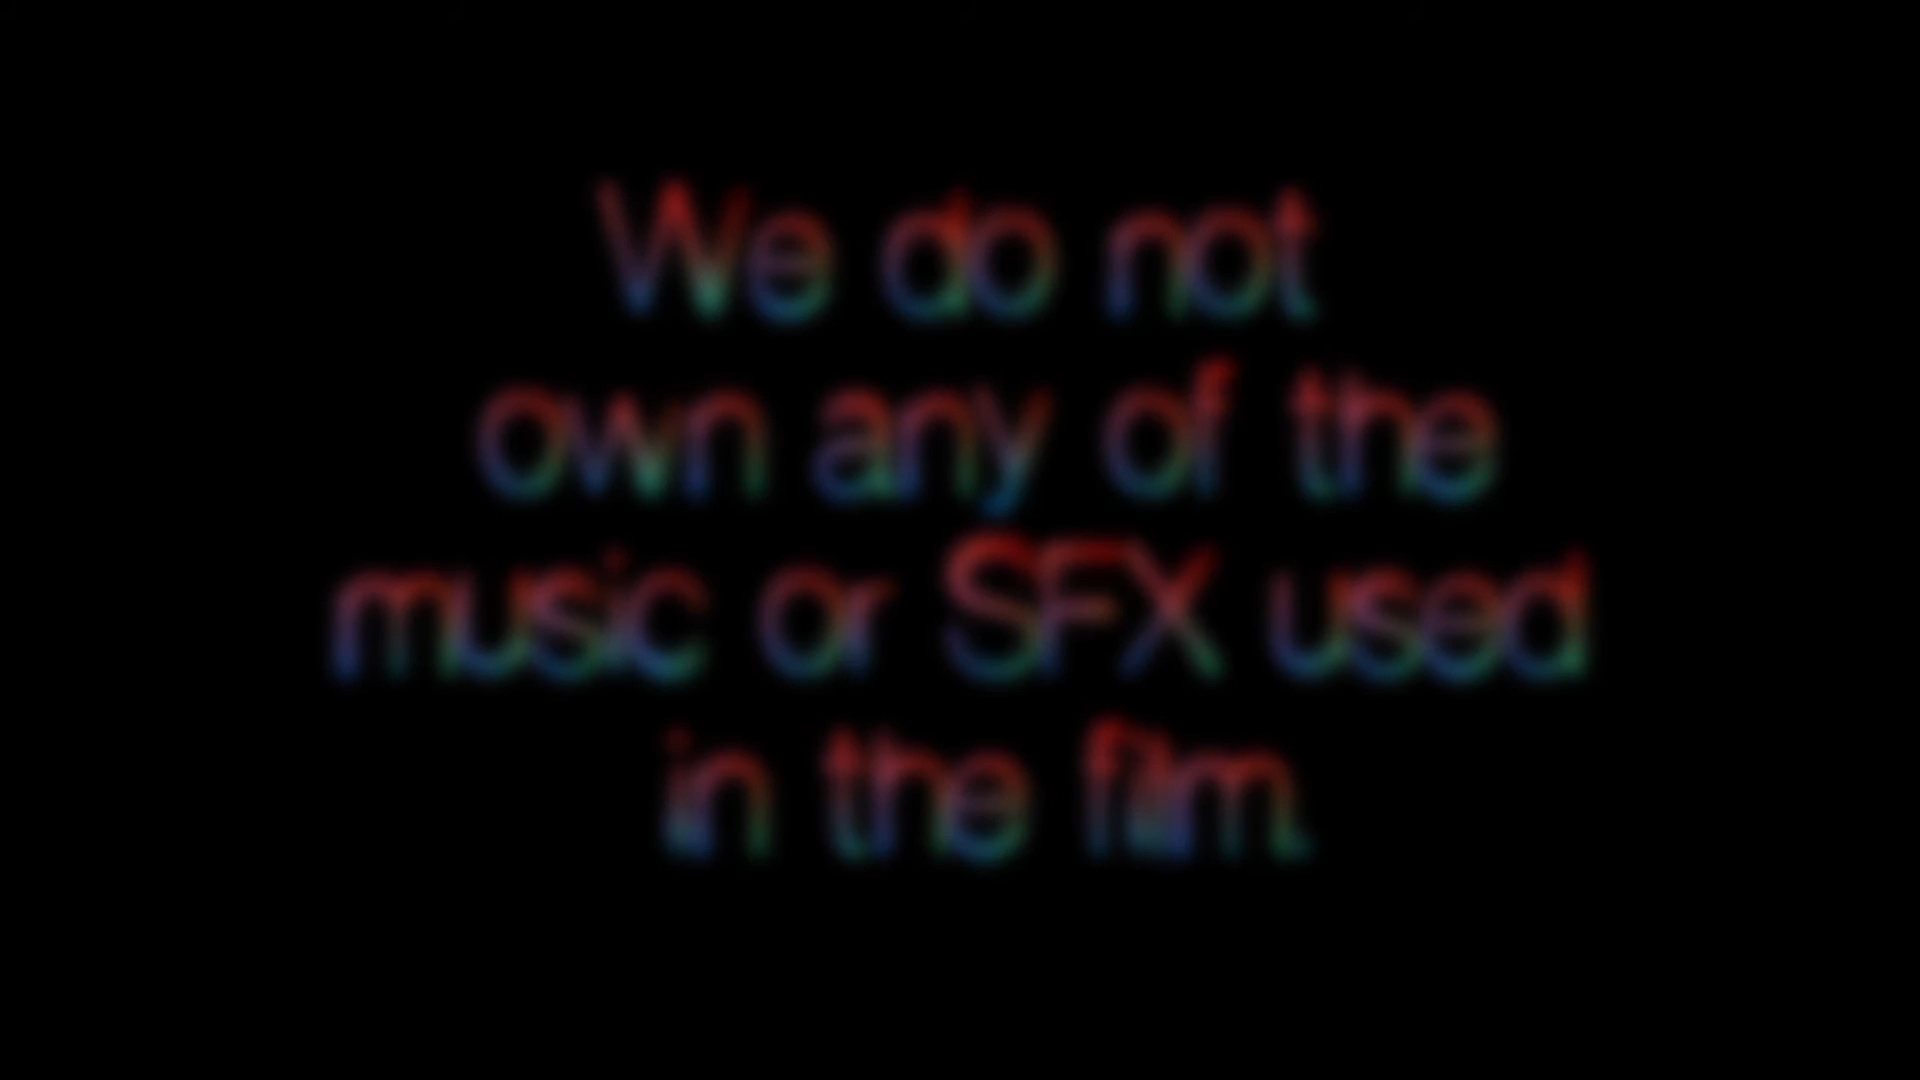 We do not
own any of the
music or SFX used
in the film.